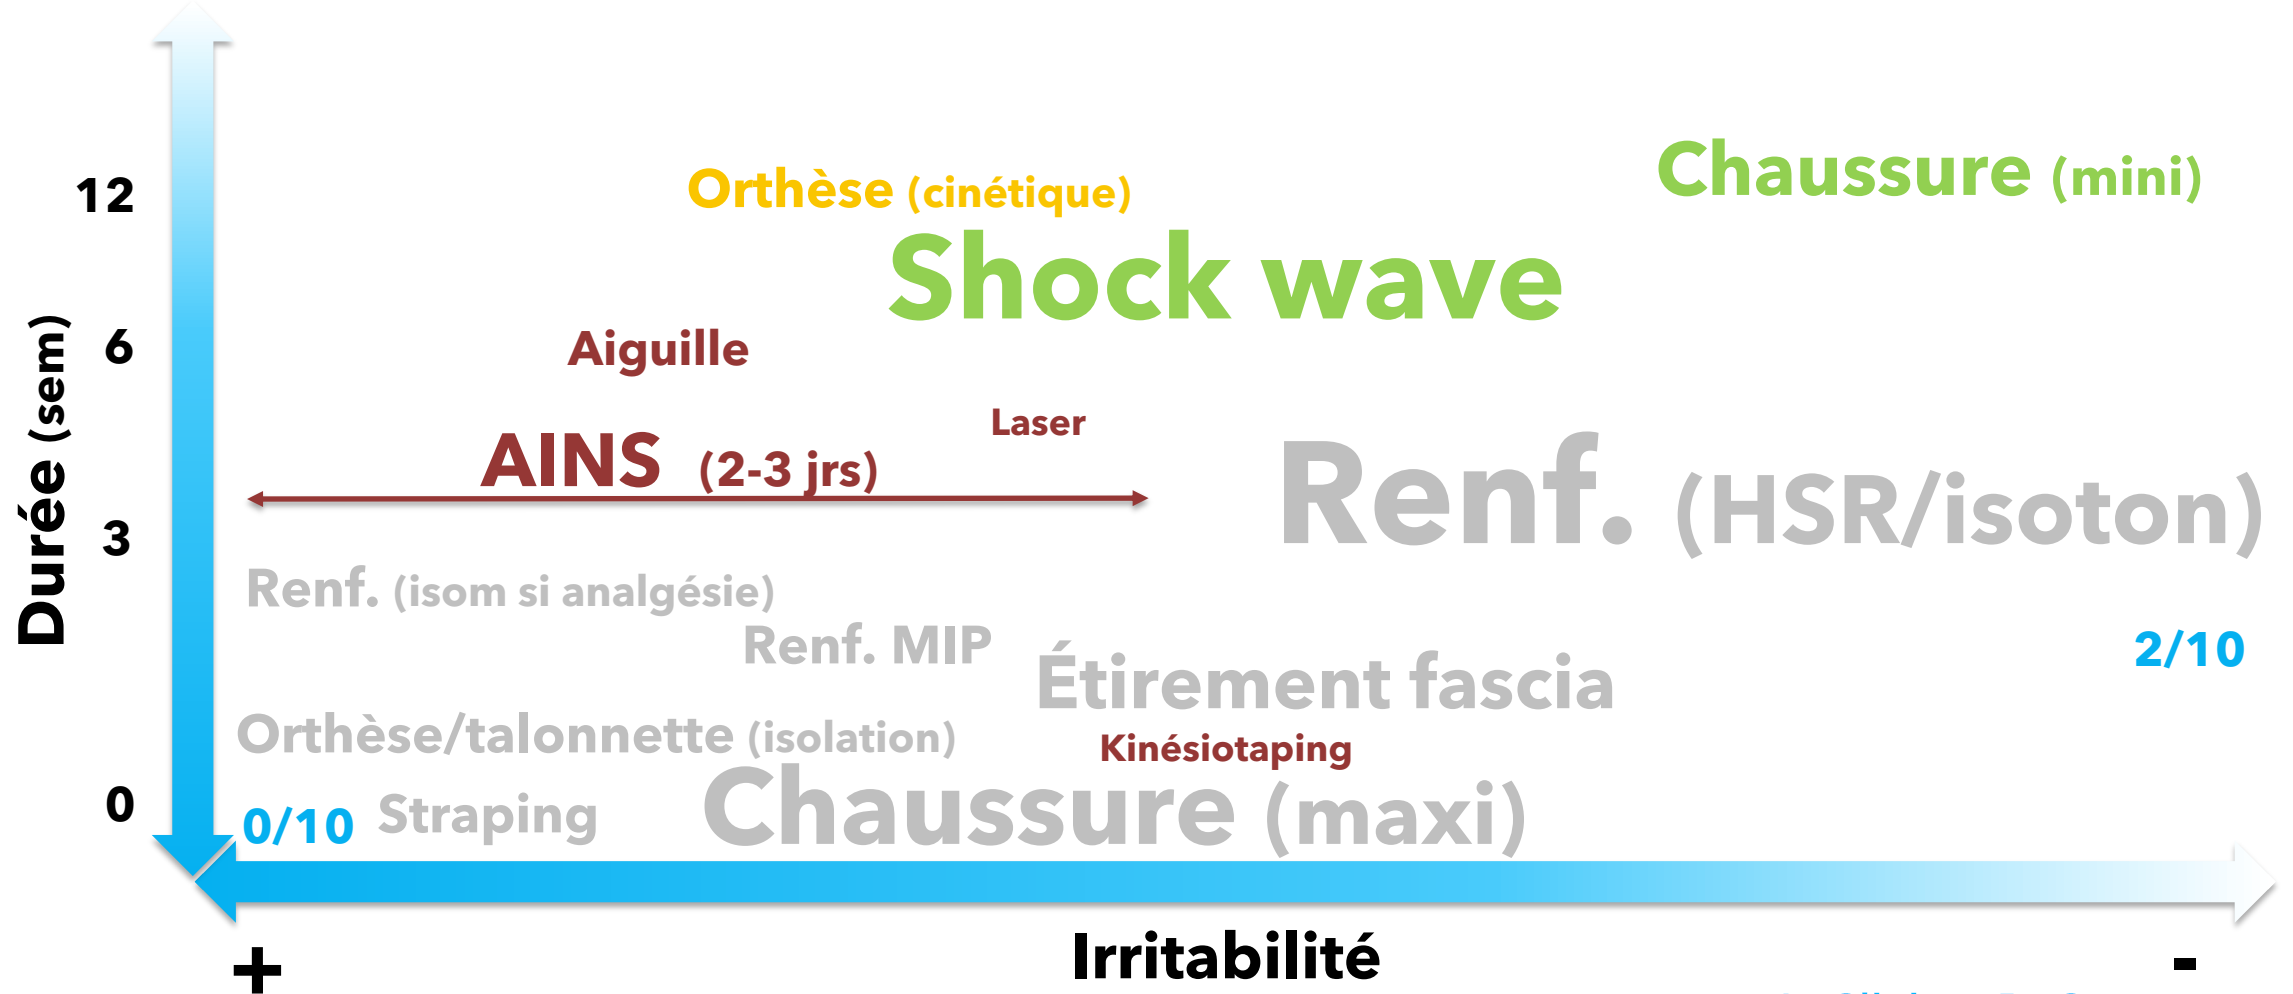 12
Orthèse (cinétique)
Chaussure (mini)
Shock wave
6
Aiguille
Laser
AINS (2-3 jrs)
Renf. (HSR/isoton)
Durée (sem)
3
Renf. (isom si analgésie)
Renf. MIP
2/10
Étirement fascia
Orthèse/talonnette (isolation)
Kinésiotaping
0
0/10
Straping
Chaussure (maxi)
+
Irritabilité
-